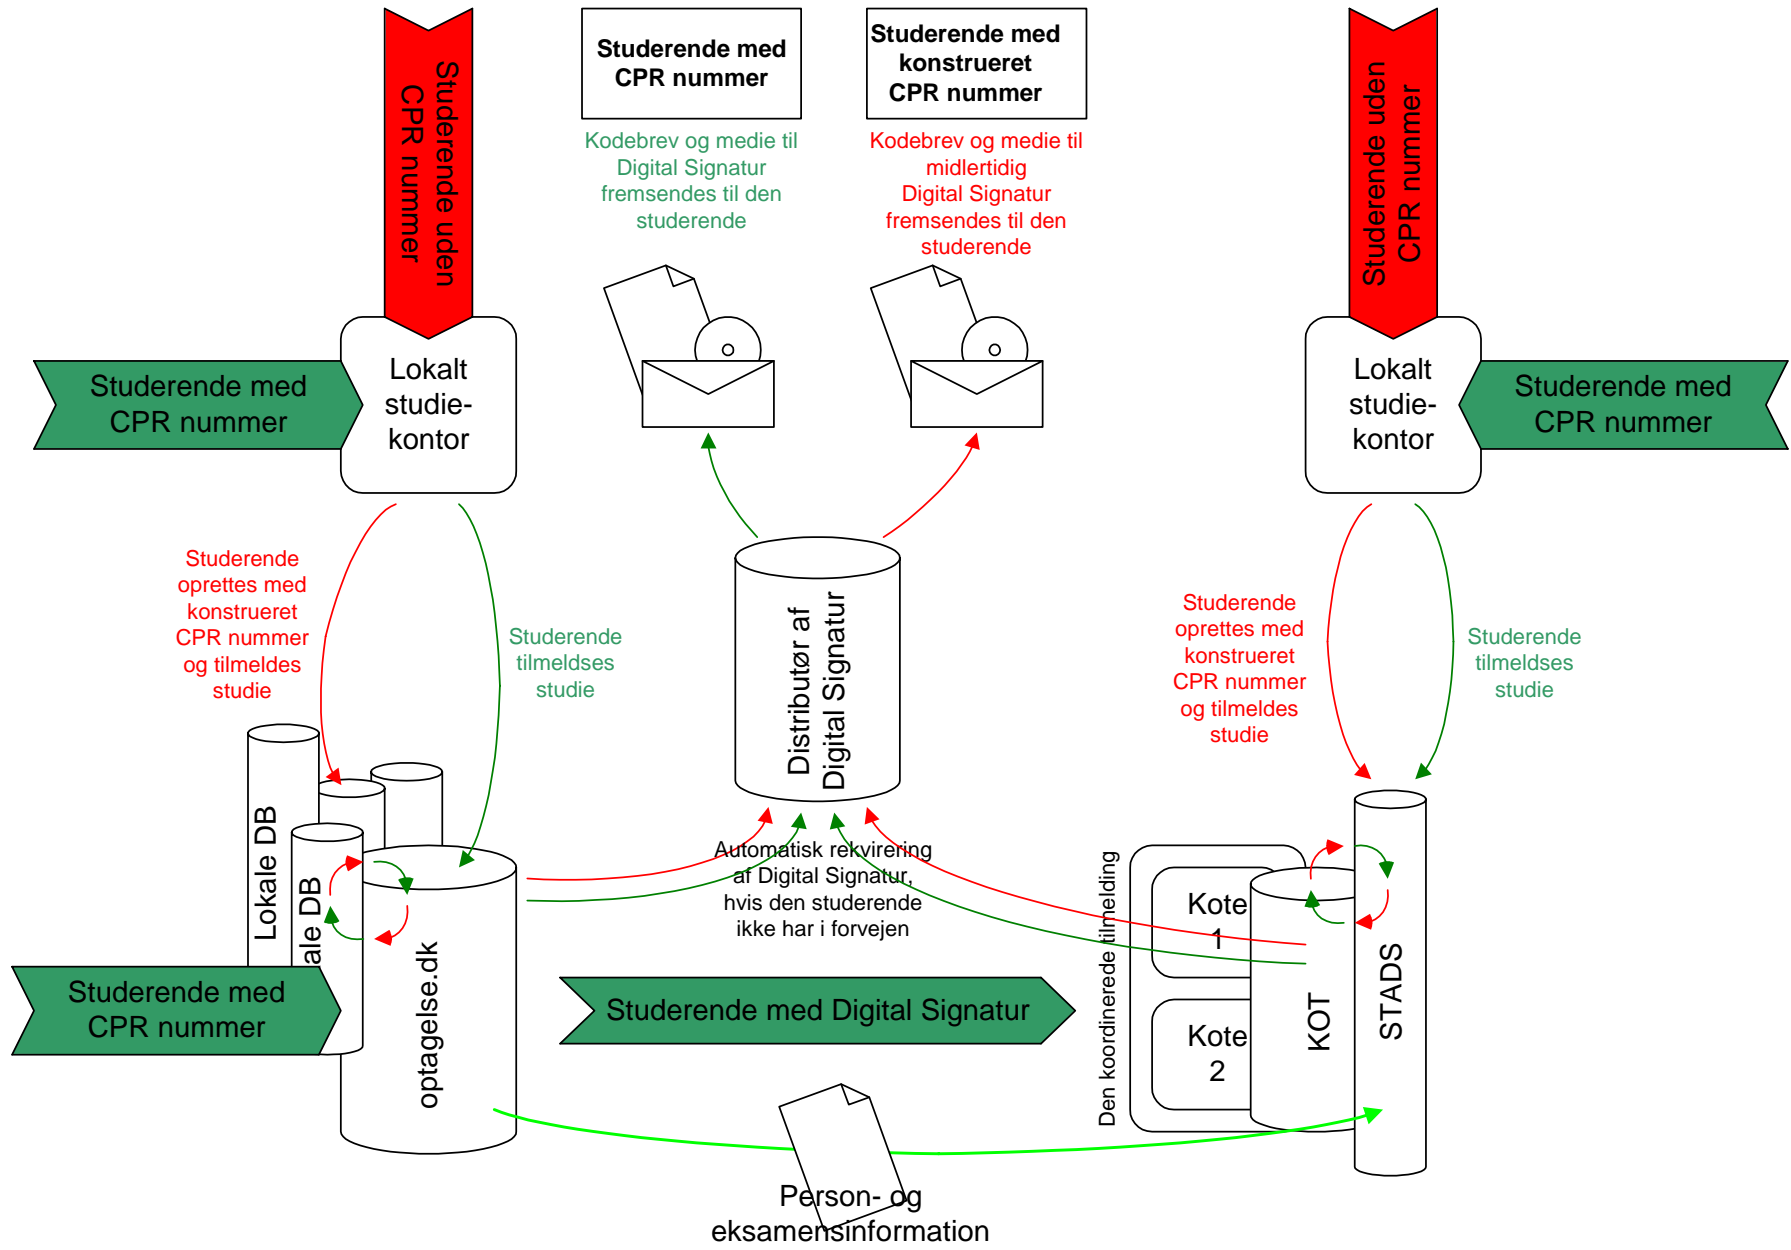 Studerende uden
CPR nummer
Studerende med
CPR nummer
Studerende med
konstrueret
CPR nummer
Studerende uden
CPR nummer
Kodebrev og medie til
Digital Signatur
fremsendes til den
studerende
Kodebrev og medie til
midlertidig
Digital Signatur
fremsendes til den
studerende
Studerende med
CPR nummer
Lokalt
studie-
kontor
Lokalt
studie-
kontor
Studerende med
CPR nummer
Studerende
oprettes med
konstrueret
CPR nummer
og tilmeldes
studie
Studerende
tilmeldses
studie
Distributør af
Digital Signatur
Studerende
oprettes med
konstrueret
CPR nummer
og tilmeldes
studie
Studerende
tilmeldses
studie
Lokale DB
ale DB
optagelse.dk
Automatisk rekvirering
af Digital Signatur,
hvis den studerende
ikke har i forvejen
Den koordinerede tilmelding
Kote
1
Kote
2
KOT
STADS
Studerende med
CPR nummer
Studerende med Digital Signatur
Person- og
eksamensinformation